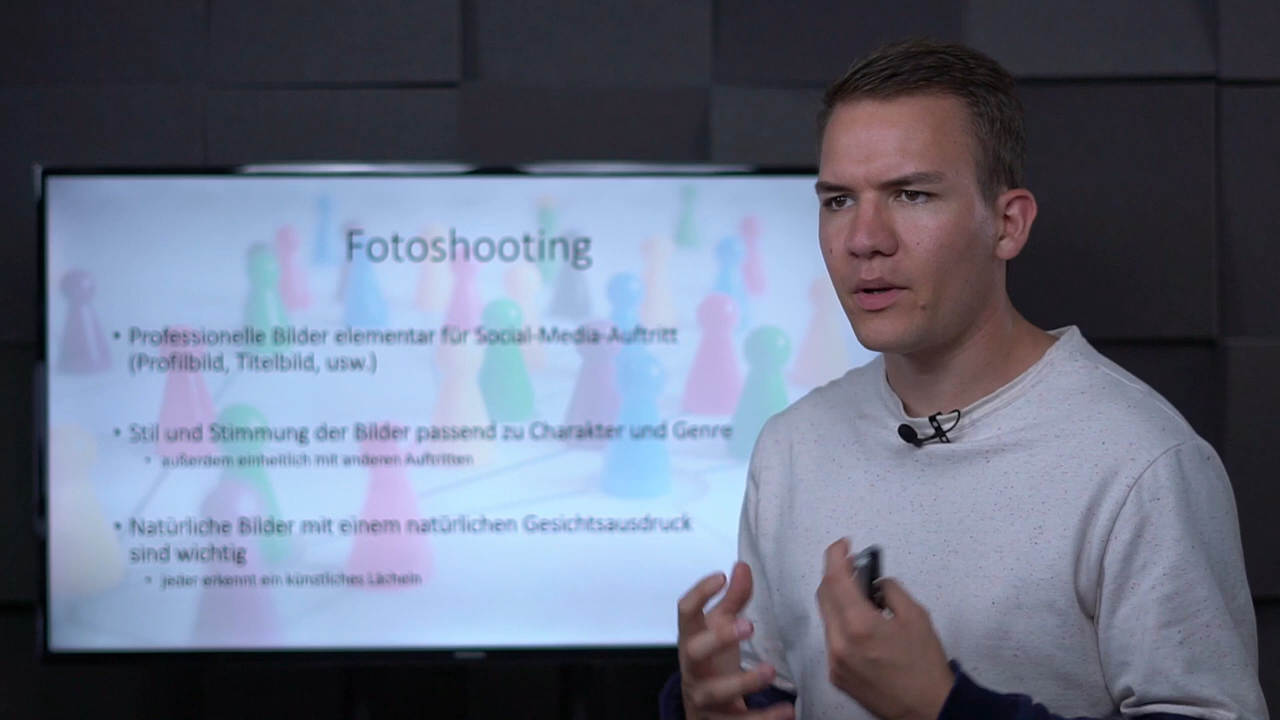 Fotoshooting
• Professionelle Bilder elementar für Social-Media-Auftritt
(Profilbild, Titelbild, usw.)
• Stil und Stimmung der Bilder passend zu Charakter und Genre
• außerdem einheitlich mit anderen Auftritten
• Natürliche Bilder mit einem natürlichen Gesichtsausdruck
sind wichtig
• jeder erkennt ein künstliches Lächeln